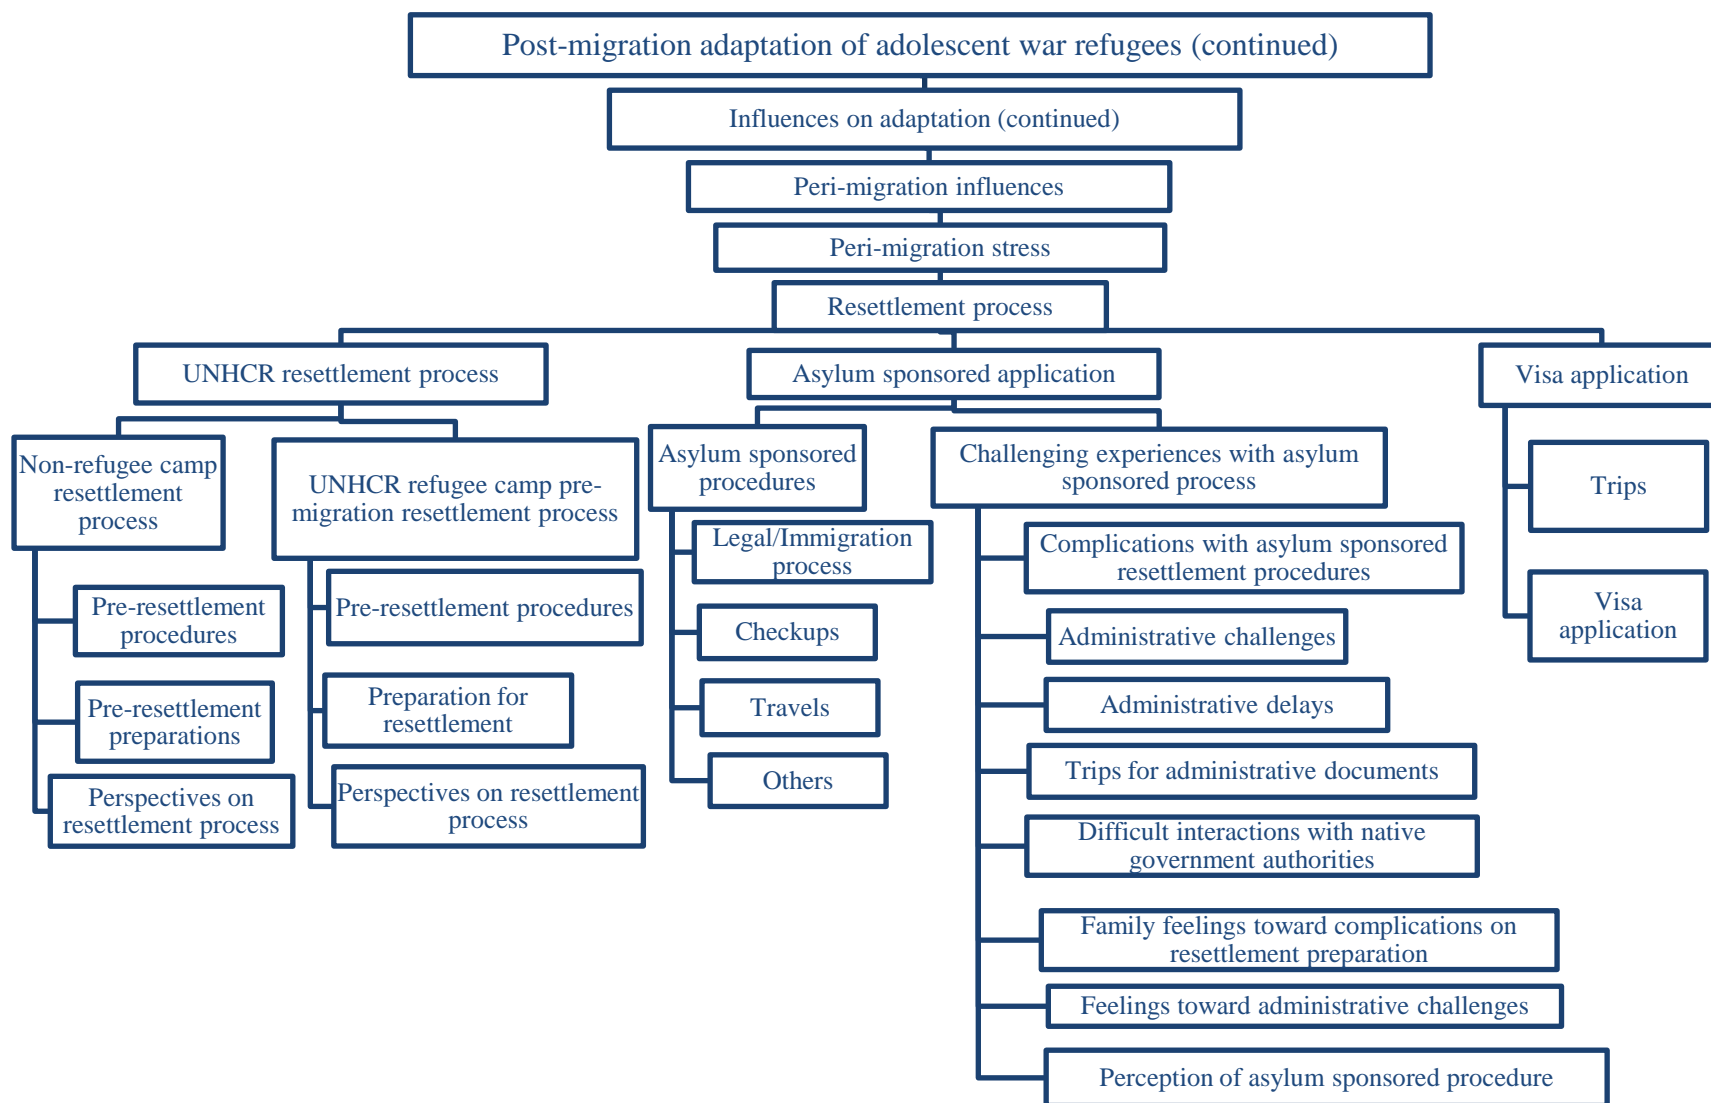 Post-migration adaptation of adolescent war refugees (continued)
Influences on adaptation (continued)
Peri-migration influences
Peri-migration stress
Resettlement process
UNHCR resettlement process
Asylum sponsored application
Visa application
Non-refugee camp
resettlement
process
UNHCR refugee camp pre-
migration resettlement process
Asylum sponsored
procedures
Challenging experiences with asylum
sponsored process
Trips
Visa
application
Pre-resettlement
procedures
Pre-resettlement
preparations
Perspectives on
resettlement process
Pre-resettlement procedures
Preparation for
resettlement
Perspectives on resettlement
process
Legal/Immigration
process
Checkups
Travels
Others
Complications with asylum sponsored
resettlement procedures
Administrative challenges
Administrative delays
Trips for administrative documents
Difficult interactions with native
government authorities
Family feelings toward complications on
resettlement preparation
Feelings toward administrative challenges
Perception of asylum sponsored procedure